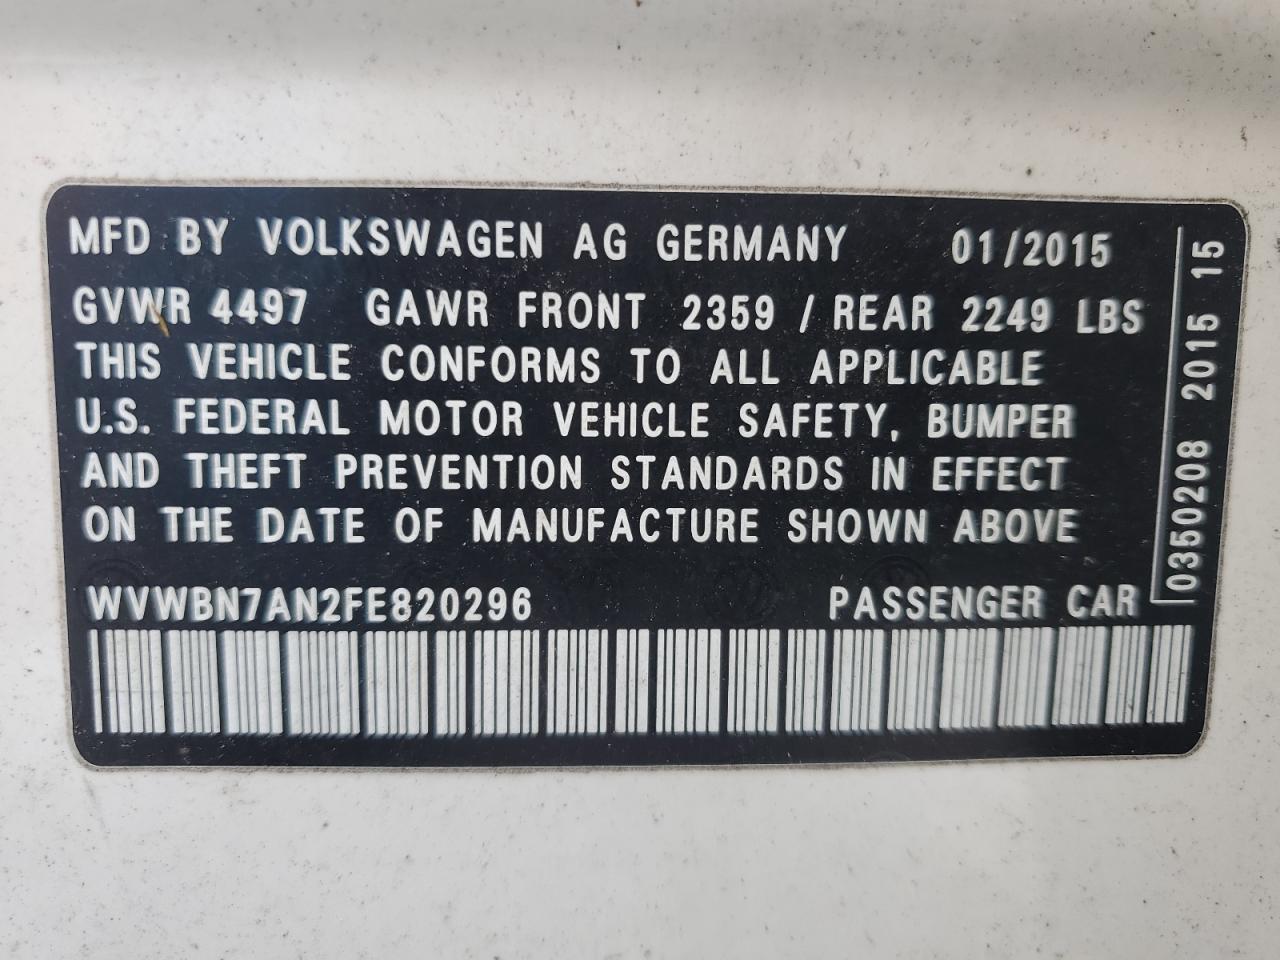 MFD BY VOLKSWAGEN AG GERMANY 01/2015
GVWR 4497 GAWR FRONT 2359 / REAR 2249 LBS
THIS VEHICLE CONFORMS TO ALL APPLICABLE
U.S. FEDERAL MOTOR VEHICLE SAFETY, BUMPER
AND THEFT PREVENTION STANDARDS IN EFFECT
ON THE DATE OF MANUFACTURE SHOWN ABOVE
WVWBN7AN2FE820296 PASSENGER CAR
0350208 2015 15